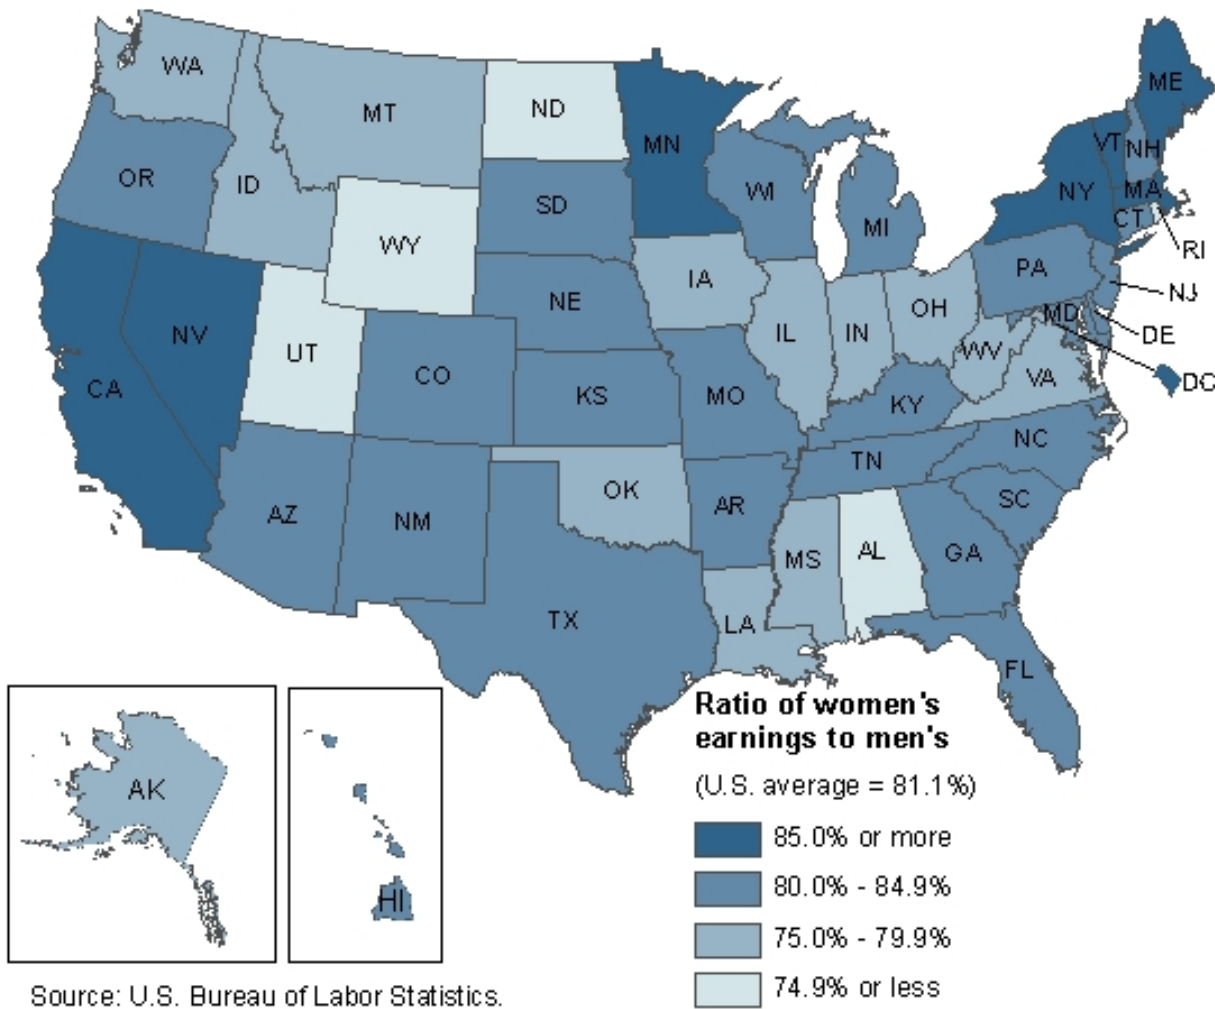 WA
MT
ND
MN
ME
VT
NH
OR
ID
SD
WI
MI
NY
MA
CT
RI
WY
IA
PA
NJ
NE
OH
MD
DE
NV
UT
IL
IN
WV
VA
DC
CO
CA
KS
MO
KY
NC
TN
OK
AR
SC
AZ
NM
MS
AL
GA
TX
LA
FL
AK
HI
Ratio of women's
earnings to men's
(U.S. average = 81.1%)
85.0% or more
80.0% - 84.9%
75.0% - 79.9%
74.9% or less
Source: U.S. Bureau of Labor Statistics.